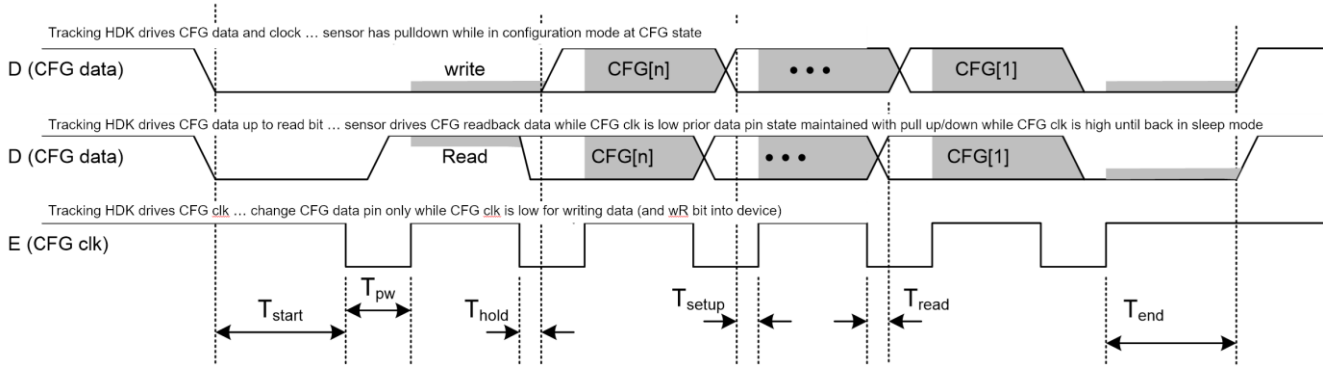 Tracking HDK drives CFG data and clock ... sensor has pulldown while in configuration mode at CFG state
D (CFG data)
write
CFG[n]
• • •
CFG[1]
Tracking HDK drives CFG data up to read bit ... sensor drives CFG readback data while CFG clk is low prior data pin state maintained with pull up/down while CFG clk is high until back in sleep mode
D (CFG data)
Read
CFG[n]
• • •
CFG[1]
Tracking HDK drives CFG clk ... change CFG data pin only while CFG clk is low for writing data (and wR bit into device)
E (CFG clk)
Tstart
Tpw
Thold
Tsetup
Tread
Tend